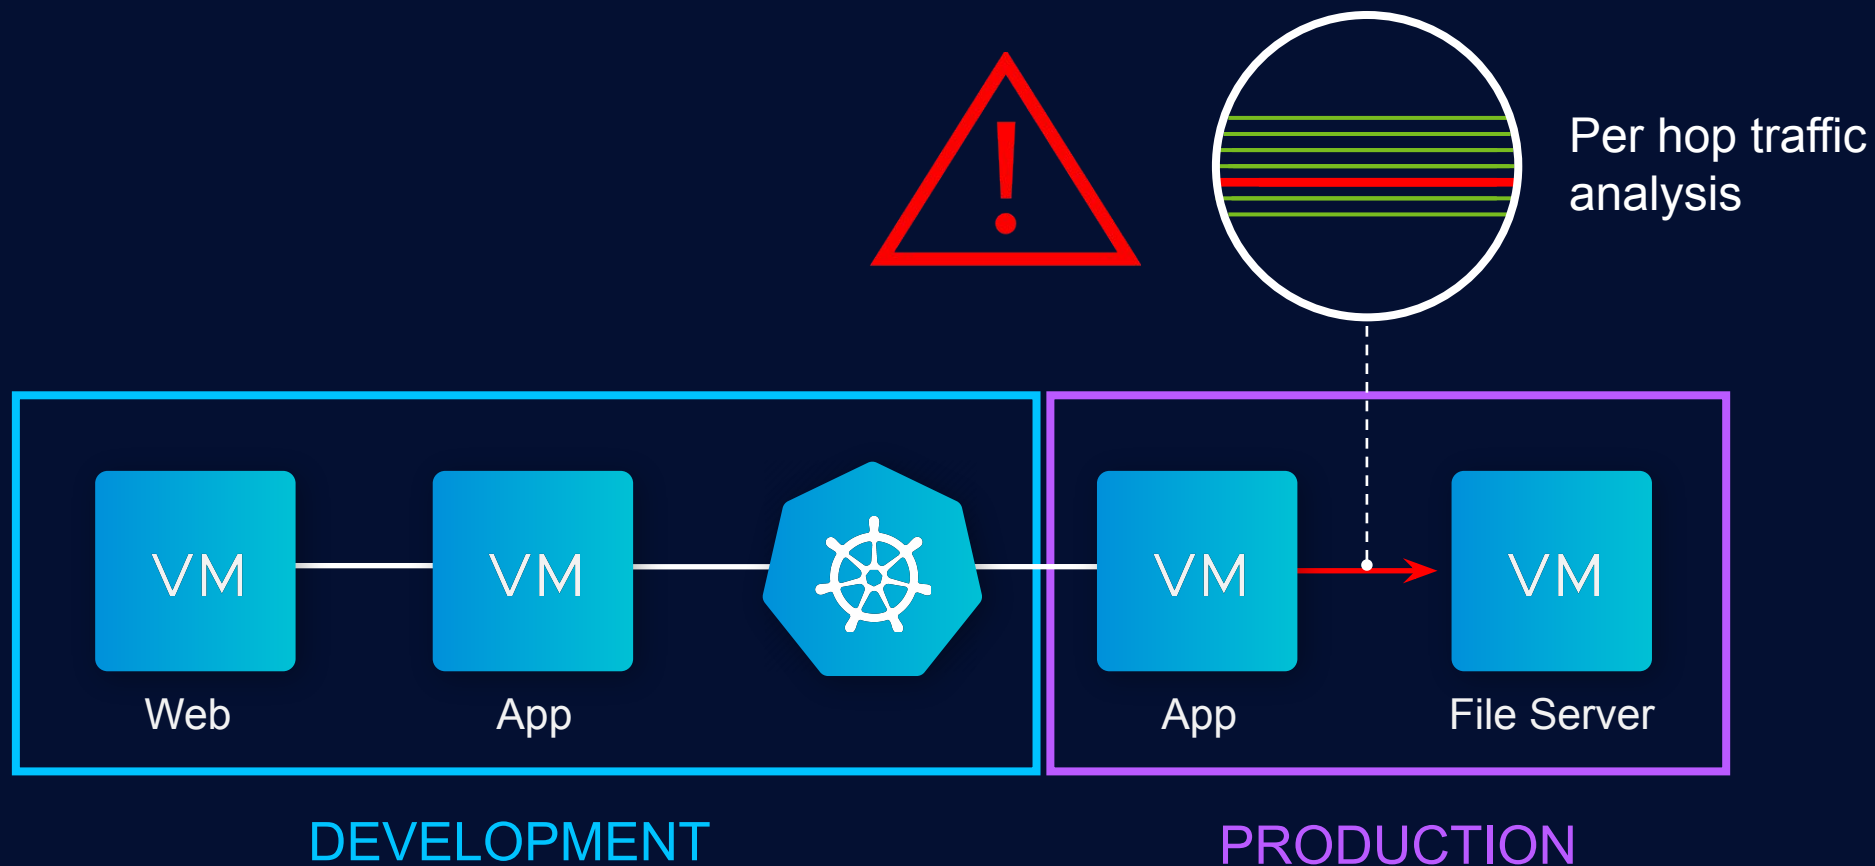 !
Per hop traffic
analysis
VM
VM
VM
VM
Web
App
App
File Server
DEVELOPMENT
PRODUCTION